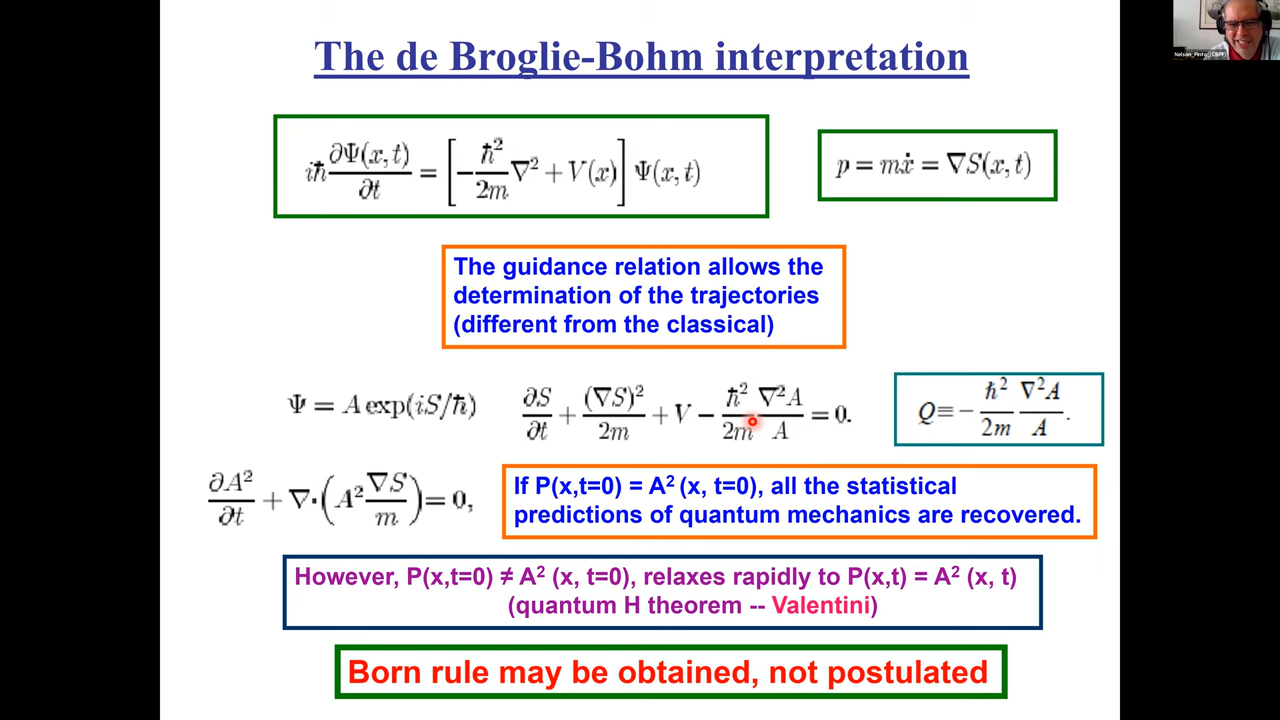 The de Broglie-Bohm interpretation
Nelson_Pinto (CBPF)
iħ ∂Ψ(x,t)/∂t = [−ħ²/2m ∇² + V(x)] Ψ(x,t)
p = mẋ = ∇S(x,t)
The guidance relation allows the
determination of the trajectories
(different from the classical)
Ψ = A exp(iS/ħ)
∂S/∂t + (∇S)²/2m + V − ħ²/2m ∇²A/A = 0.
Q ≡ − ħ²/2m ∇²A/A.
∂A²/∂t + ∇·(A² ∇S/m) = 0,
If P(x,t=0) = A² (x, t=0), all the statistical
predictions of quantum mechanics are recovered.
However, P(x,t=0) ≠ A² (x, t=0), relaxes rapidly to P(x,t) = A² (x, t)
(quantum H theorem -- Valentini)
Born rule may be obtained, not postulated